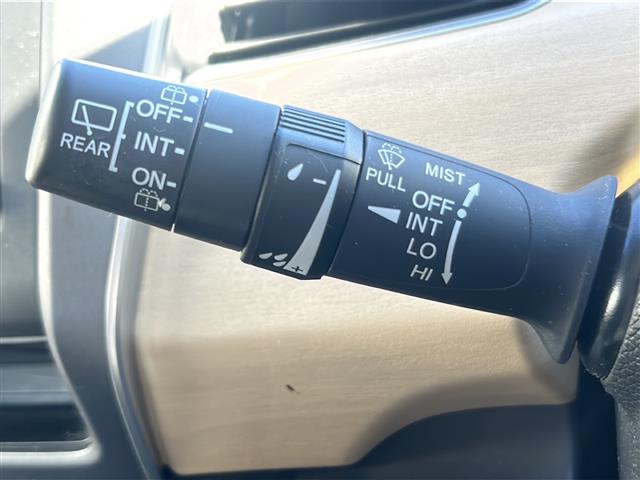 REAR
OFF
INT
ON
PULL
MIST
OFF
INT
LO
HI